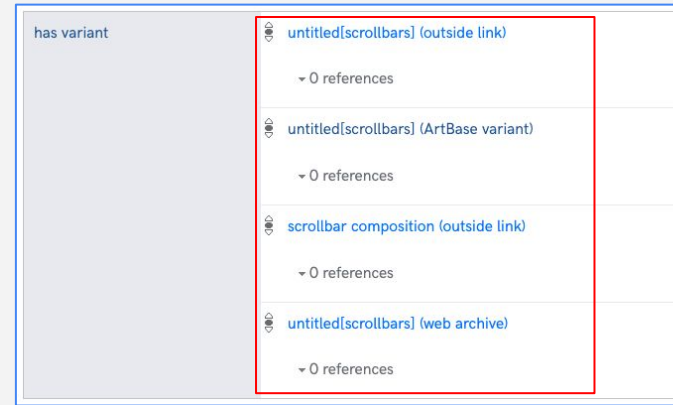 has variant
untitled[scrollbars] (outside link)
0 references
untitled[scrollbars] (ArtBase variant)
0 references
scrollbar composition (outside link)
0 references
untitled[scrollbars] (web archive)
0 references